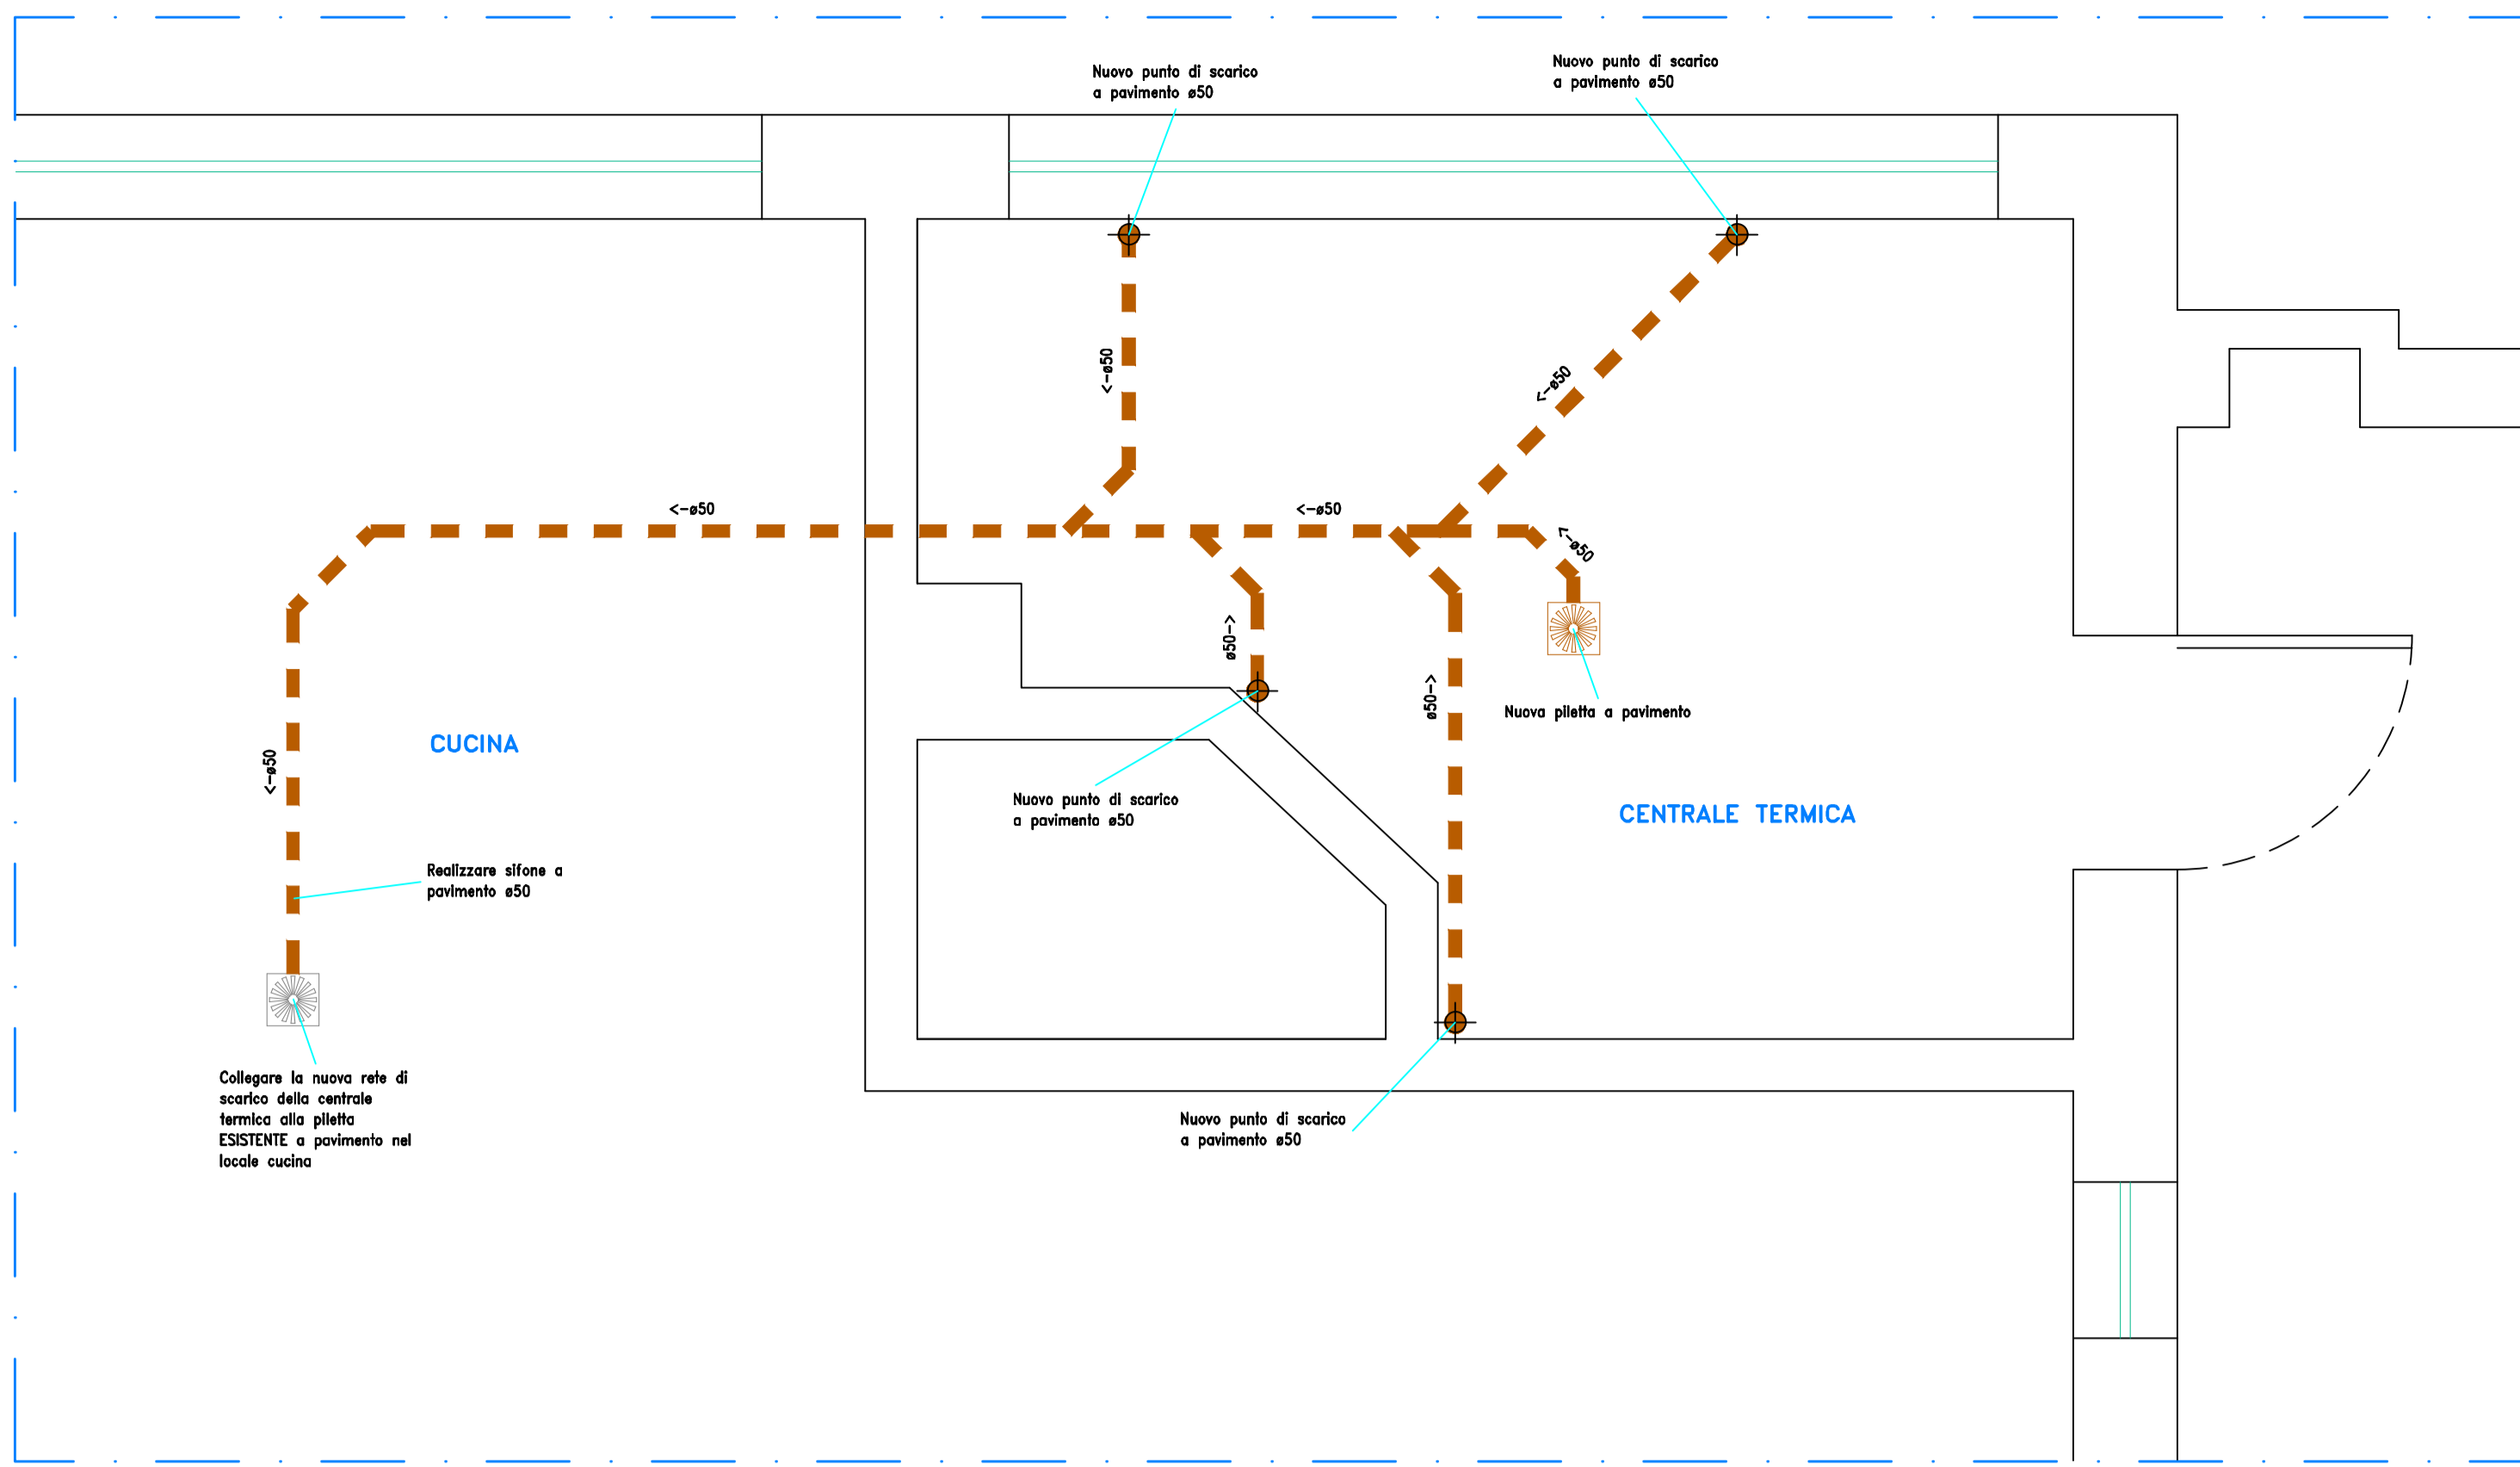 Nuovo punto di scarico
a pavimento ø50
Nuovo punto di scarico
a pavimento ø50
<-ø50
<-ø50
<-ø50
<-ø50
<-ø50
ø50->
ø50->
Nuova piletta a pavimento
CUCINA
<-ø50
Nuovo punto di scarico
a pavimento ø50
CENTRALE TERMICA
Realizzare sifone a
pavimento ø50
Collegare la nuova rete di
scarico della centrale
termica alla piletta
ESISTENTE a pavimento nel
locale cucina
Nuovo punto di scarico
a pavimento ø50